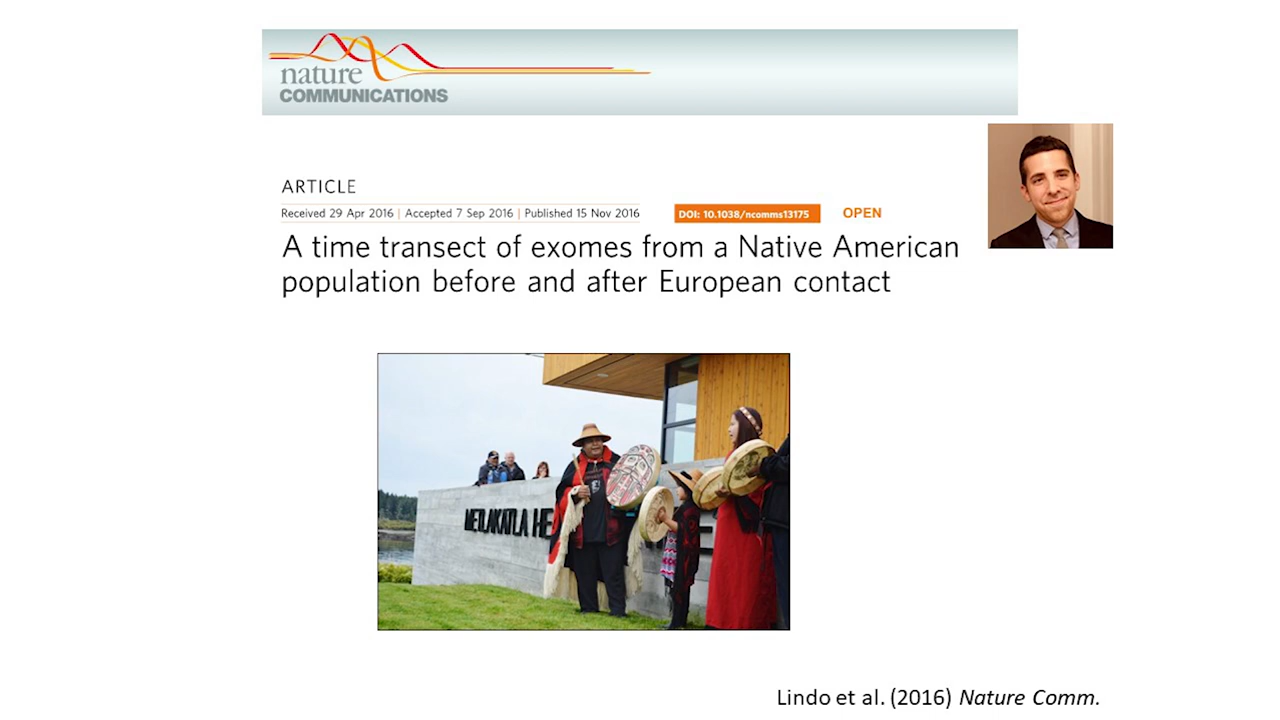 nature
COMMUNICATIONS
ARTICLE
Received 29 Apr 2016 | Accepted 7 Sep 2016 | Published 15 Nov 2016
DOI: 10.1038/ncomms13175
OPEN
A time transect of exomes from a Native American
population before and after European contact
METLAKATLA HE
Lindo et al. (2016) Nature Comm.